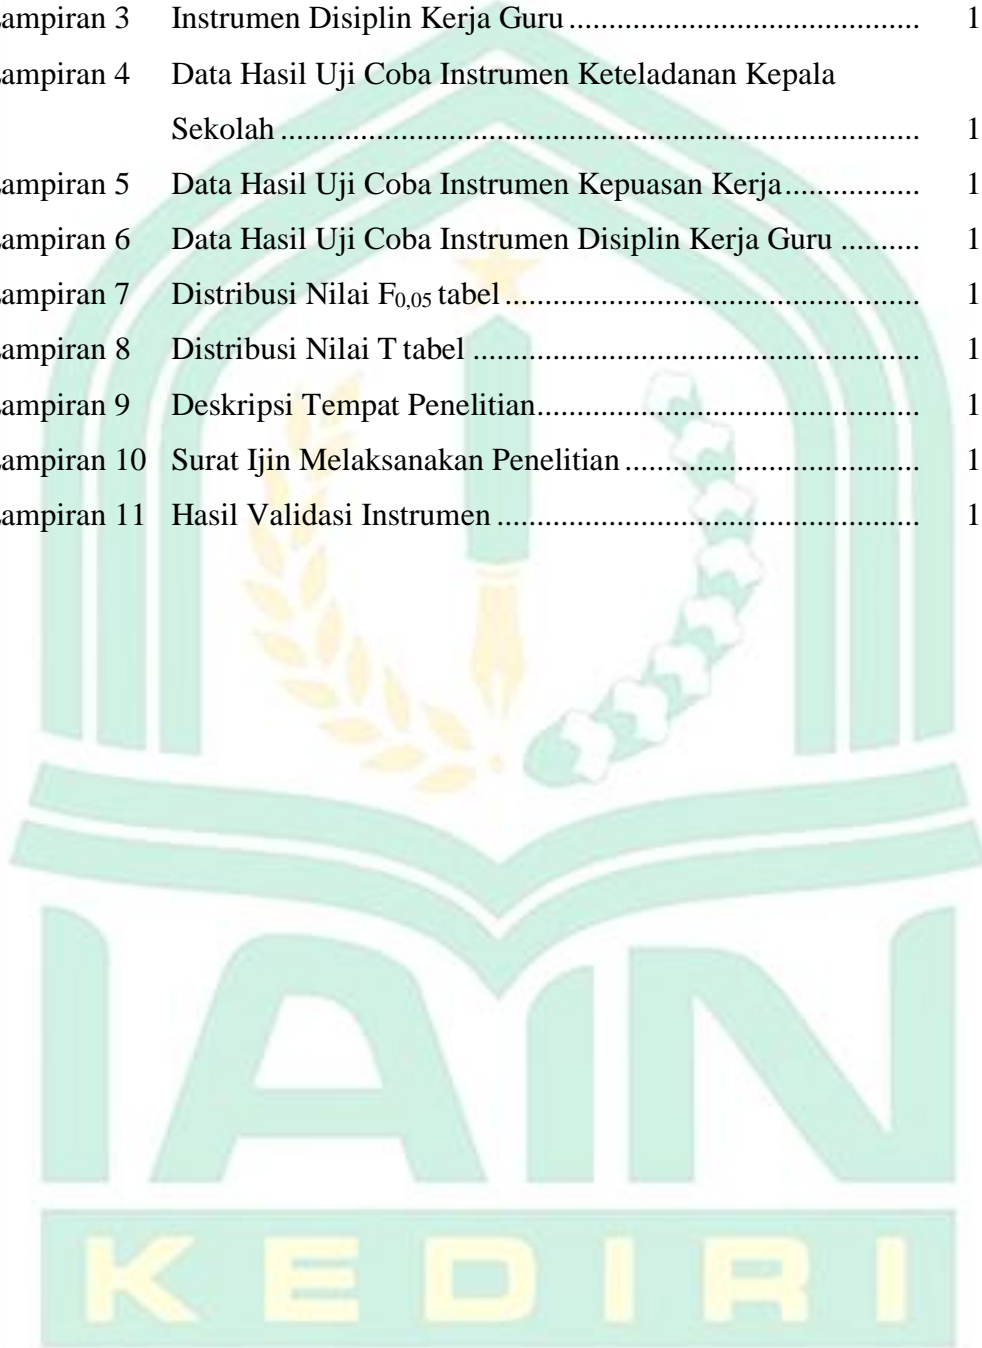 ampiran 3 Instrumen Disiplin Kerja Guru ........................................... 1
ampiran 4 Data Hasil Uji Coba Instrumen Keteladanan Kepala
Sekolah ............................................................................... 1
ampiran 5 Data Hasil Uji Coba Instrumen Kepuasan Kerja................. 1
ampiran 6 Data Hasil Uji Coba Instrumen Disiplin Kerja Guru .......... 1
ampiran 7 Distribusi Nilai F0,05 tabel .................................................. 1
ampiran 8 Distribusi Nilai T tabel ...................................................... 1
ampiran 9 Deskripsi Tempat Penelitian.............................................. 1
ampiran 10 Surat Ijin Melaksanakan Penelitian ................................... 1
ampiran 11 Hasil Validasi Instrumen ................................................... 1
IAIN
KEDIRI